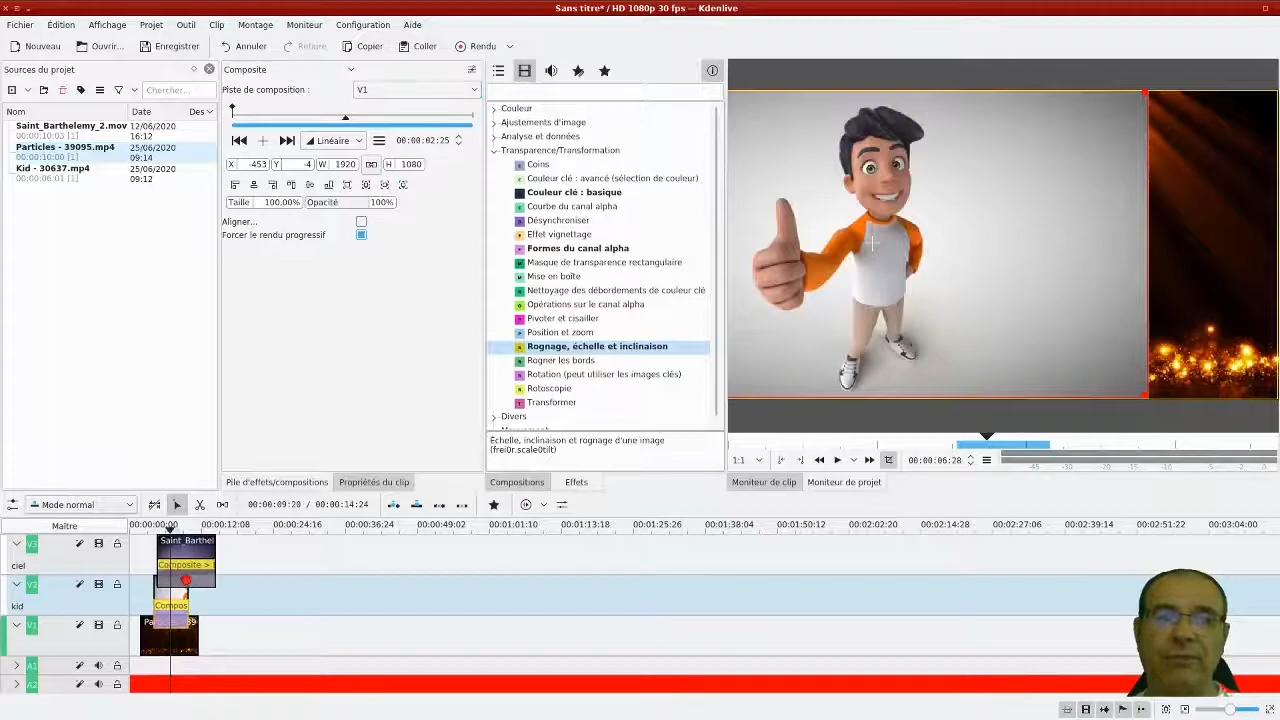 Sans titre* / HD 1080p 30 fps — Kdenlive
Fichier Édition Affichage Projet Outil Clip Montage Moniteur Configuration Aide
Nouveau Ouvrir... Enregistrer Annuler Refaire Copier Coller Rendu
Sources du projet
Chercher...
Nom Date Des
Saint_Barthelemy_2.mov 12/06/2020
00:00:10:03 [1] 16:12
Particles - 39095.mp4 25/06/2020
00:00:10:00 [1] 09:14
Kid - 30637.mp4 25/06/2020
00:00:06:01 [1] 09:12
Composite
Piste de composition : V1
Linéaire 00:00:02:25
X -453 Y -4 W 1920 H 1080
Taille 100,00% Opacité 100%
Aligner...
Forcer le rendu progressif
Couleur
Ajustements d'image
Analyse et données
Transparence/Transformation
Coins
Couleur clé : avancé (sélection de couleur)
Couleur clé : basique
Courbe du canal alpha
Désynchroniser
Effet vignettage
Formes du canal alpha
Masque de transparence rectangulaire
Mise en boîte
Nettoyage des débordements de couleur clé
Opérations sur le canal alpha
Pivoter et cisailler
Position et zoom
Rognage, échelle et inclinaison
Rogner les bords
Rotation (peut utiliser les images clés)
Rotoscopie
Transformer
Divers
Échelle, inclinaison et rognage d'une image
(frei0r.scale0tilt)
1:1 00:00:06:28
-45 -30 -20 -15 -10 -5 -2 0
Pile d'effets/compositions Propriétés du clip Compositions Effets Moniteur de clip Moniteur de projet
Mode normal 00:00:09:20 / 00:00:14:24
Maître
00:00:00:00 00:00:12:08 00:00:24:16 00:00:36:24 00:00:49:02 00:01:01:10 00:01:13:18 00:01:25:26 00:01:38:04 00:01:50:12 00:02:02:20 00:02:14:28 00:02:27:06 00:02:39:14 00:02:51:22 00:03:04:00
V3 Saint_Barthel
ciel Composite >
V2
kid Compos
V1
A1
A2